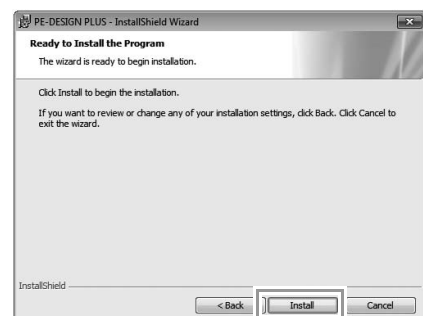 PE-DESIGN PLUS - InstallShield Wizard
Ready to Install the Program
The wizard is ready to begin installation.
Click Install to begin the installation.
If you want to review or change any of your installation settings, click Back. Click Cancel to
exit the wizard.
InstallShield
< Back Install Cancel